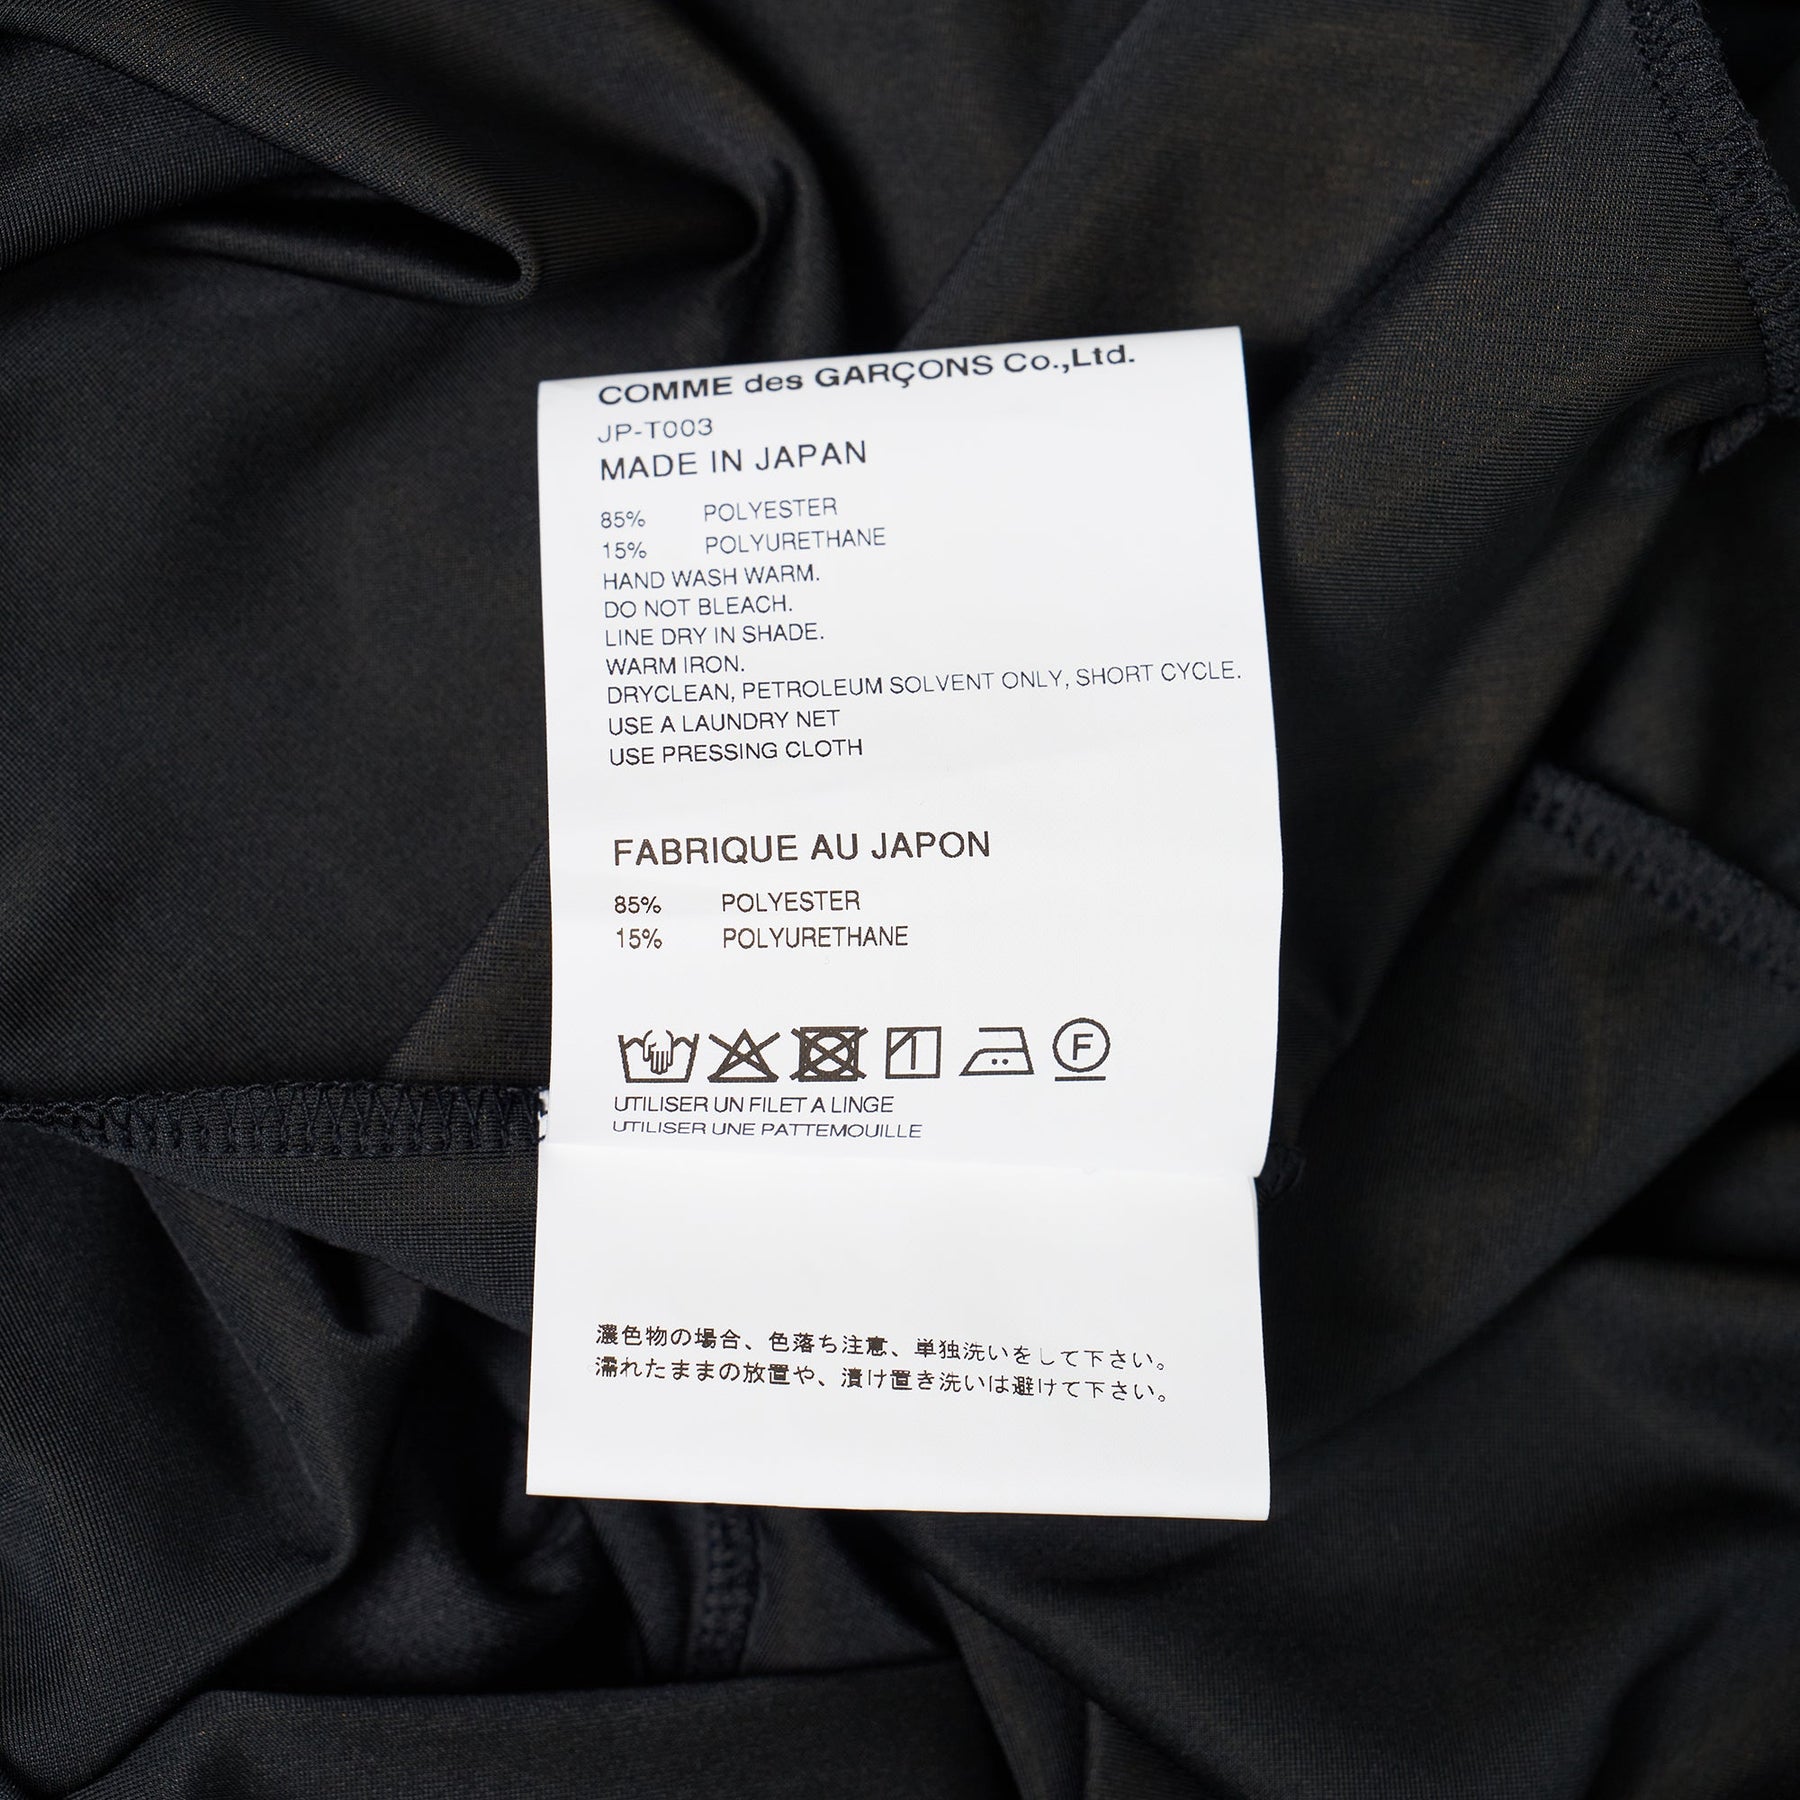 COMME des GARÇONS Co.,Ltd.
JP-T003
MADE IN JAPAN
85% POLYESTER
15% POLYURETHANE
HAND WASH WARM.
DO NOT BLEACH.
LINE DRY IN SHADE.
WARM IRON.
DRYCLEAN, PETROLEUM SOLVENT ONLY, SHORT CYCLE.
USE A LAUNDRY NET
USE PRESSING CLOTH
FABRIQUE AU JAPON
85% POLYESTER
15% POLYURETHANE
F
UTILISER UN FILET A LINGE
UTILISER UNE PATTEMOUILLE
濃色物の場合、色落ち注意、単独洗いをして下さい。
濡れたままの放置や、漬け置き洗いは避けて下さい。